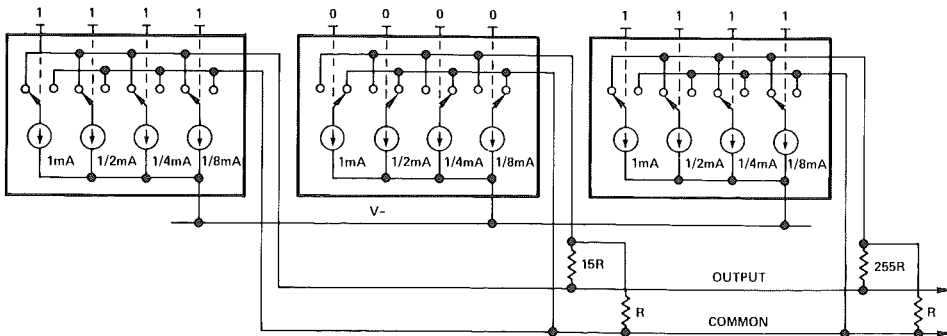 1 1 1 1 0 0 0 0 1 1 1 1
1mA 1/2mA 1/4mA 1/8mA 1mA 1/2mA 1/4mA 1/8mA 1mA 1/2mA 1/4mA 1/8mA
V-
15R 255R
OUTPUT
R R
COMMON